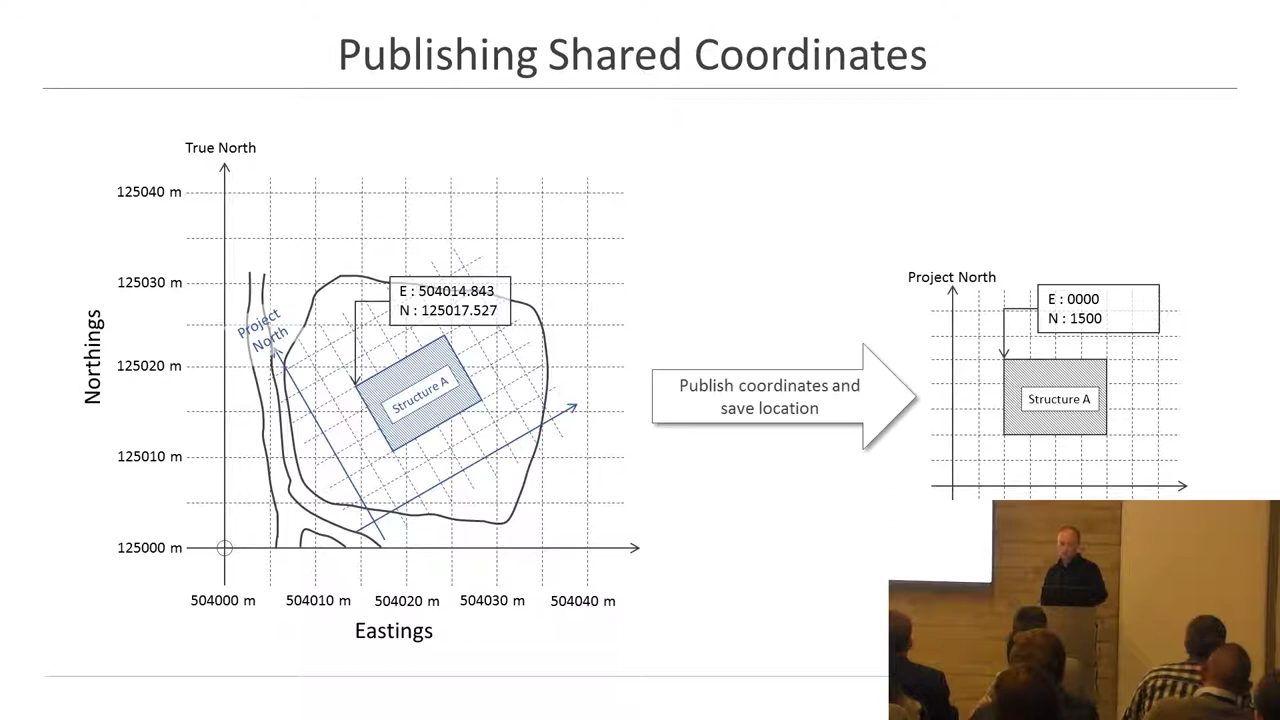 Publishing Shared Coordinates
True North
125040 m
125030 m
125020 m
125010 m
125000 m
Northings
Project
North
E : 504014.843
N : 125017.527
Structure A
504000 m
504010 m
504020 m
504030 m
504040 m
Eastings
Publish coordinates and
save location
Project North
E : 0000
N : 1500
Structure A